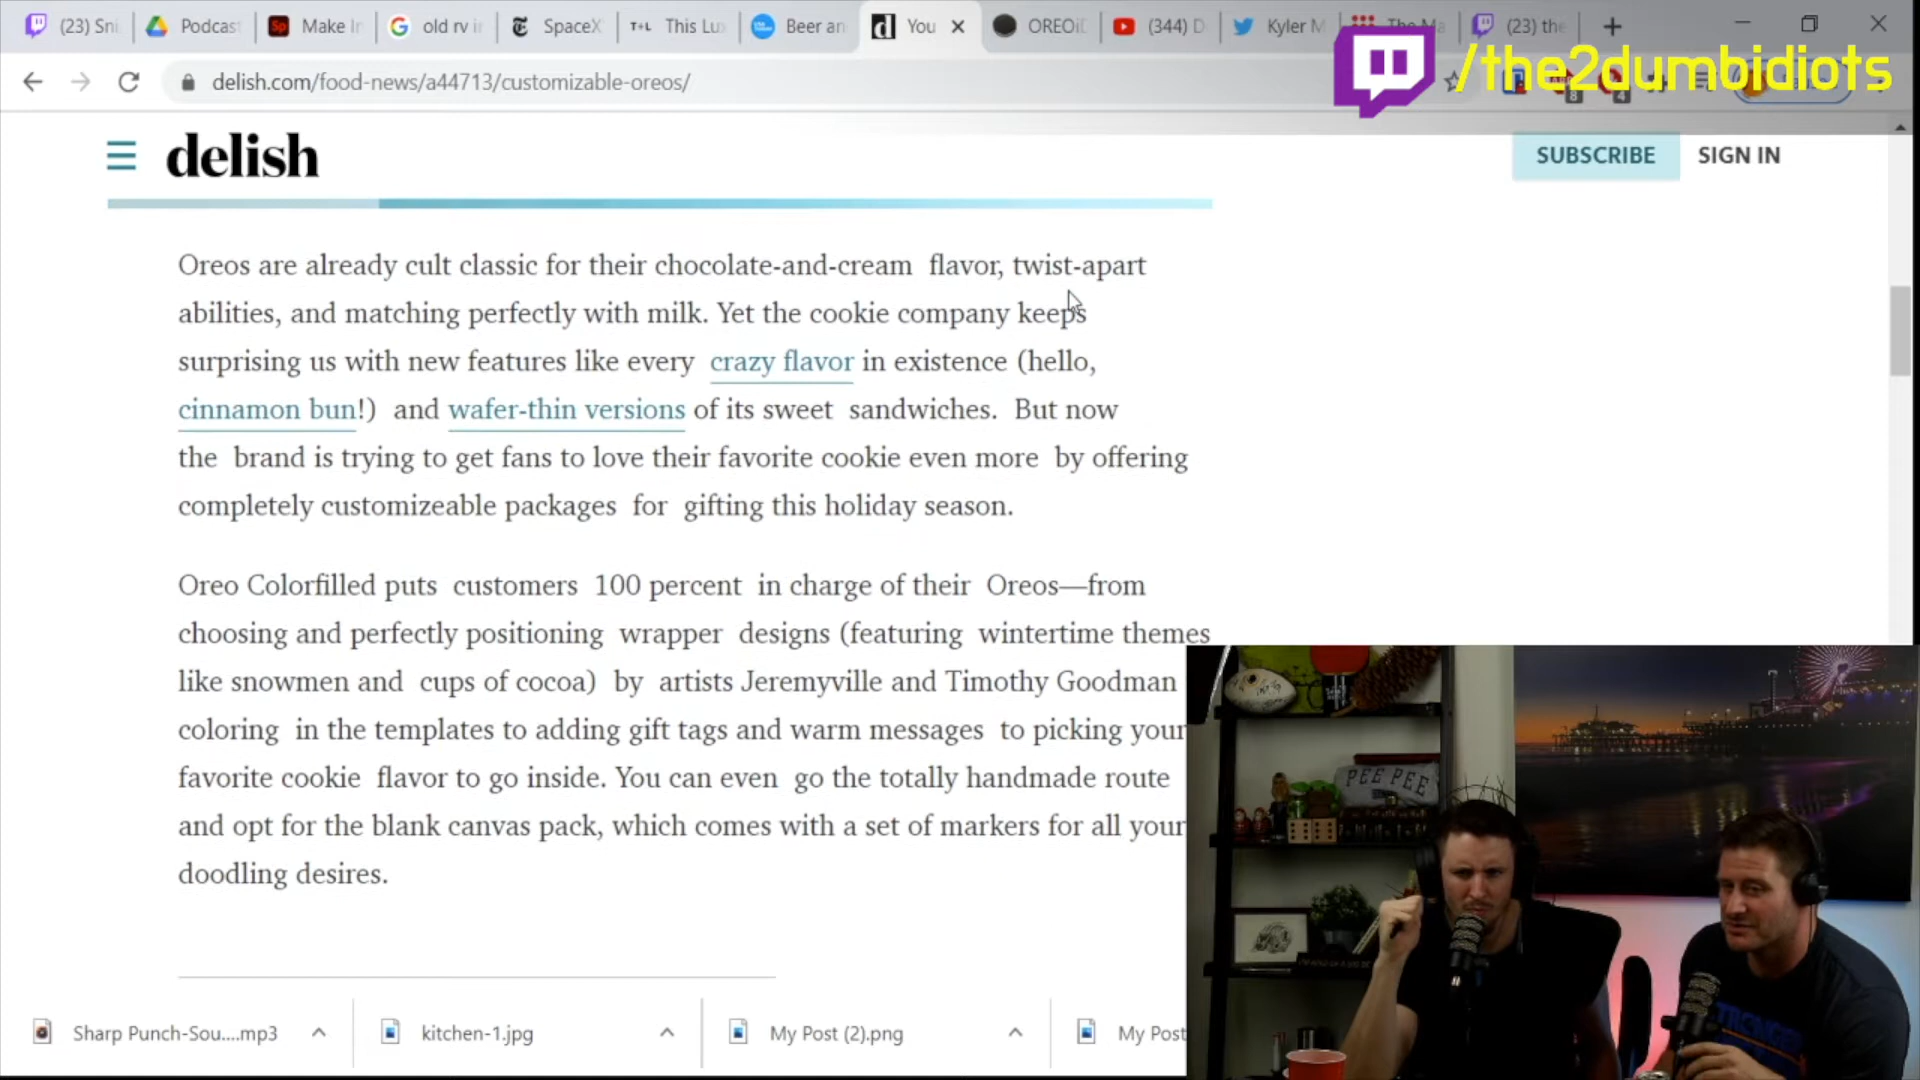 (23) Sni
Podcast
Make In
old rv i
SpaceX
T+L This Lux
Beer an
You
OREOiD
(344) D
Kyler M
The Ma
(23) the
/the2dumbidiots
delish.com/food-news/a44713/customizable-oreos/
8
4
delish
SUBSCRIBE
SIGN IN
Oreos are already cult classic for their chocolate-and-cream flavor, twist-apart
abilities, and matching perfectly with milk. Yet the cookie company keeps
surprising us with new features like every crazy flavor in existence (hello,
cinnamon bun!) and wafer-thin versions of its sweet sandwiches. But now
the brand is trying to get fans to love their favorite cookie even more by offering
completely customizeable packages for gifting this holiday season.
Oreo Colorfilled puts customers 100 percent in charge of their Oreos—from
choosing and perfectly positioning wrapper designs (featuring wintertime themes
like snowmen and cups of cocoa) by artists Jeremyville and Timothy Goodman
coloring in the templates to adding gift tags and warm messages to picking your
favorite cookie flavor to go inside. You can even go the totally handmade route
and opt for the blank canvas pack, which comes with a set of markers for all your
doodling desires.
PEE PEE
Sharp Punch-Sou....mp3
kitchen-1.jpg
My Post (2).png
My Post